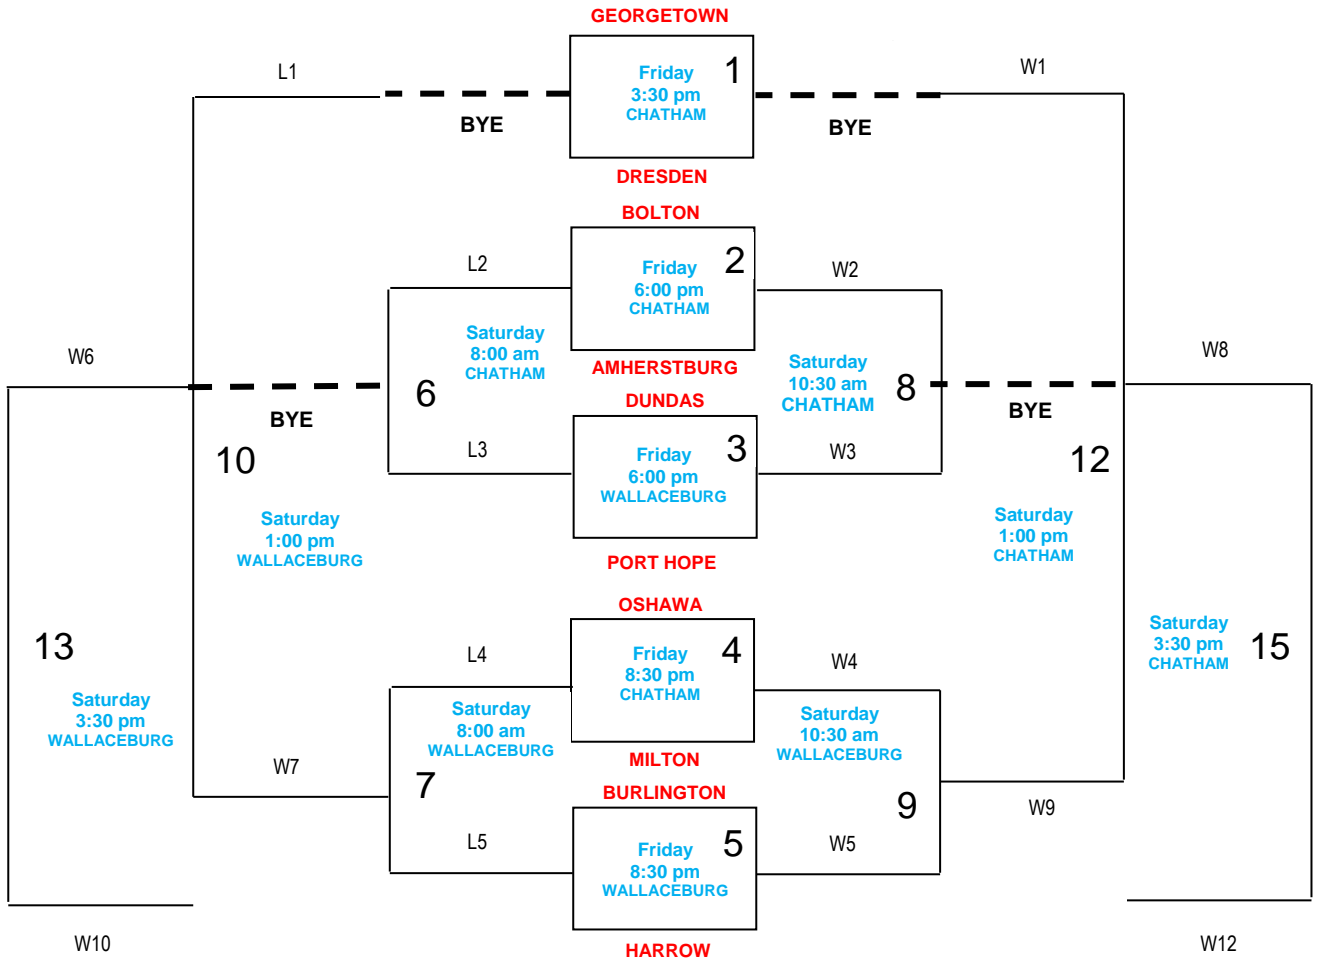 GEORGETOWN
L1
BYE
Friday
3:30 pm
CHATHAM
1
BYE
W1
DRESDEN
BOLTON
L2
Friday
6:00 pm
CHATHAM
2
W2
AMHERSTBURG
Saturday
8:00 am
CHATHAM
6
Saturday
10:30 am
CHATHAM
8
W6
BYE
BYE
W8
DUNDAS
L3
Friday
6:00 pm
WALLACEBURG
3
W3
10
Saturday
1:00 pm
WALLACEBURG
12
Saturday
1:00 pm
CHATHAM
PORT HOPE
OSHAWA
L4
Friday
8:30 pm
CHATHAM
4
W4
13
Saturday
3:30 pm
WALLACEBURG
Saturday
3:30 pm
CHATHAM
15
Saturday
8:00 am
WALLACEBURG
7
Saturday
10:30 am
WALLACEBURG
9
MILTON
W7
BURLINGTON
W9
L5
Friday
8:30 pm
WALLACEBURG
5
W5
HARROW
W10
W12